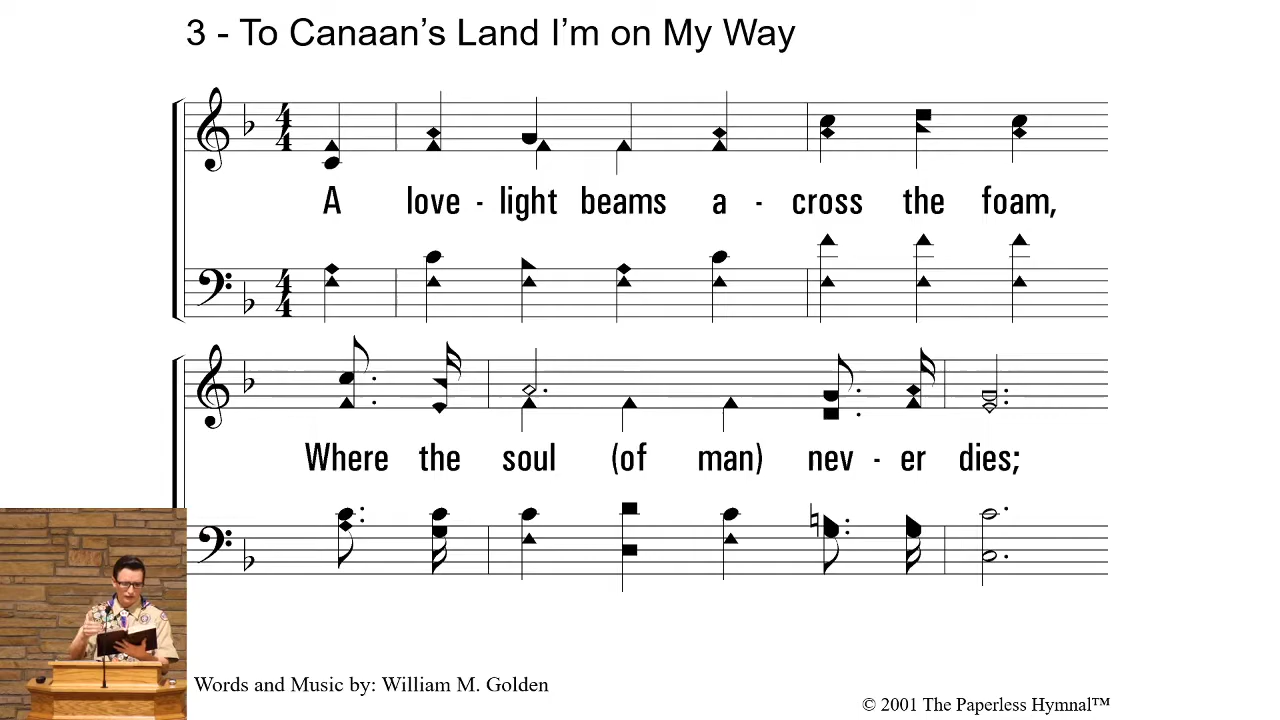 3 - To Canaan’s Land I’m on My Way
A love - light beams a - cross the foam,
Where the soul (of man) nev - er dies;
Words and Music by: William M. Golden
© 2001 The Paperless Hymnal™